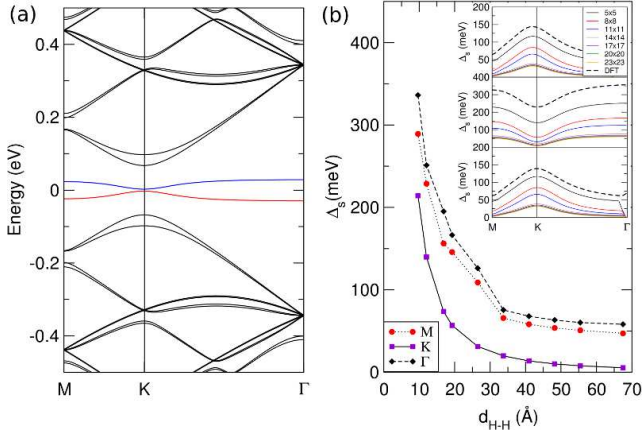 (a)
0.4
0.2
0
-0.2
-0.4
Energy (eV)
M
K
Γ
(b)
400
300
200
100
0
Δs(meV)
0
10
20
30
40
50
60
70
dH-H (Å)
M
K
Γ
200
150
100
50
400
Δs (meV)
300
200
100
200
Δs (meV)
150
100
50
0
Δs (meV)
M
K
Γ
5x5
8x8
11x11
14x14
17x17
20x20
23x23
DFT